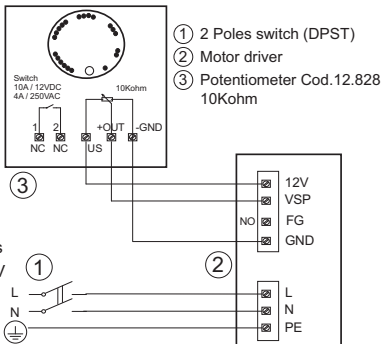 ① 2 Poles switch (DPST)
② Motor driver
③ Potentiometer Cod.12.828
10Kohm
Switch
10A / 12VDC
4A / 250VAC
10Kohm
1 2 +OUT -GND
NC NC US
③
12V
VSP
NO FG
GND
s
V
①
②
L L
N N
PE